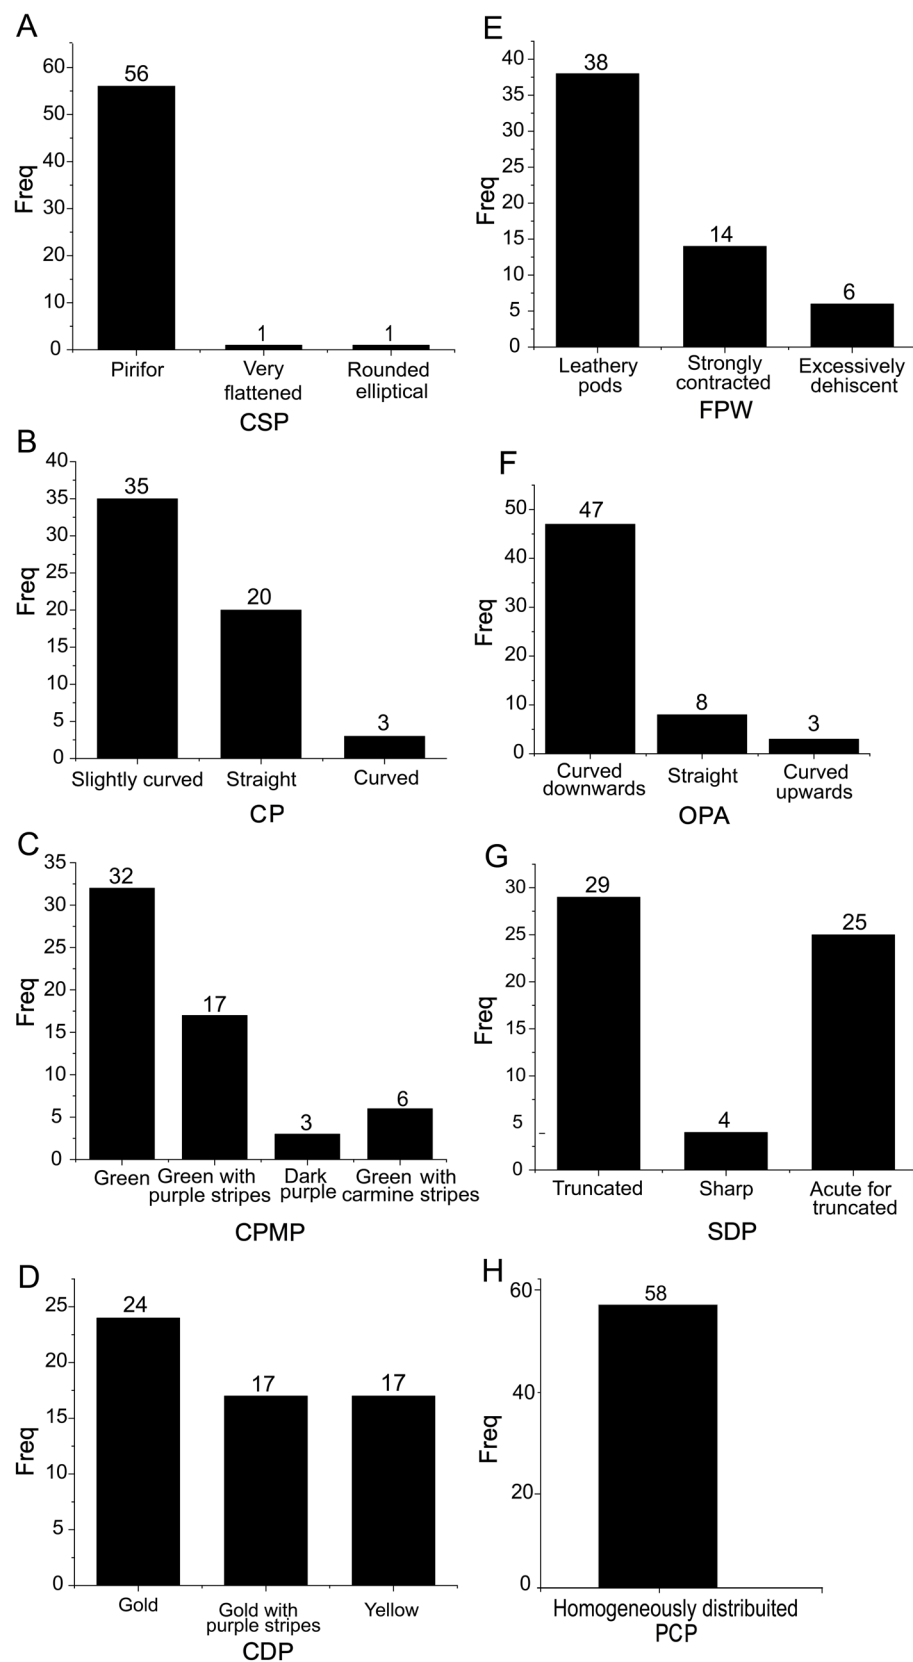 A
Freq
60
50
40
30
20
10
0
56
1
1
Pirifor
Very
flattened
Rounded
elliptical
CSP
B
Freq
40
35
30
25
20
15
10
5
0
35
20
3
Slightly curved
Straight
Curved
CP
C
Freq
35
30
25
20
15
10
5
0
32
17
3
6
Green
Green with
purple stripes
Dark
purple
Green with
carmine stripes
CPMP
D
Freq
25
20
15
10
5
0
24
17
17
Gold
Gold with
purple stripes
Yellow
CDP
E
Freq
40
35
30
25
20
15
10
5
0
38
14
6
Leathery
pods
Strongly
contracted
Excessively
dehiscent
FPW
F
Freq
50
40
30
20
10
0
47
8
3
Curved
downwards
Straight
Curved
upwards
OPA
G
Freq
30
25
20
15
10
5
0
29
4
25
Truncated
Sharp
Acute for
truncated
SDP
H
Freq
60
40
20
0
58
Homogeneously distribuited
PCP